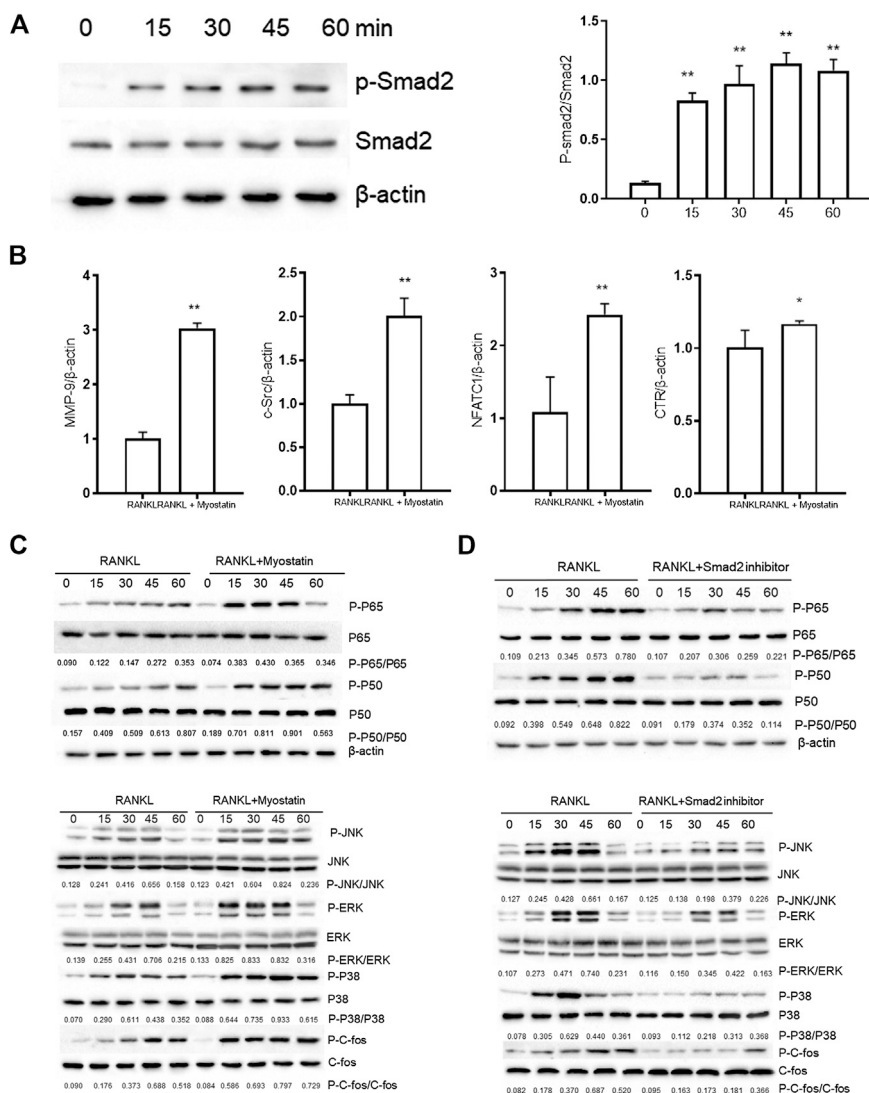 A
0 15 30 45 60 min
p-Smad2
Smad2
β-actin
P-smad2/Smad2
1.5
1.0
0.5
0.0
** ** ** **
0 15 30 45 60
B
MMP-9/β-actin
4
3
2
1
0
**
RANKL RANKL + Myostatin
c-Src/β-actin
2.5
2.0
1.5
1.0
0.5
0.0
**
RANKL RANKL + Myostatin
NFATC1/β-actin
3
2
1
0
**
RANKL RANKL + Myostatin
CTR/β-actin
1.5
1.0
0.5
0.0
*
RANKL RANKL + Myostatin
C
RANKL RANKL+Myostatin
0 15 30 45 60 0 15 30 45 60
P-P65
P65
0.090 0.122 0.147 0.272 0.353 0.074 0.383 0.430 0.365 0.346 P-P65/P65
P-P50
P50
0.157 0.409 0.509 0.613 0.807 0.189 0.701 0.811 0.901 0.563 P-P50/P50
β-actin
RANKL RANKL+Myostatin
0 15 30 45 60 0 15 30 45 60
P-JNK
JNK
0.128 0.241 0.416 0.656 0.158 0.123 0.421 0.604 0.824 0.236 P-JNK/JNK
P-ERK
ERK
0.139 0.255 0.431 0.706 0.215 0.133 0.825 0.833 0.832 0.316 P-ERK/ERK
P-P38
P38
0.070 0.290 0.611 0.438 0.352 0.088 0.644 0.735 0.933 0.615 P-P38/P38
P-C-fos
C-fos
0.090 0.176 0.373 0.688 0.518 0.084 0.586 0.693 0.797 0.729 P-C-fos/C-fos
D
RANKL RANKL+Smad2 inhibitor
0 15 30 45 60 0 15 30 45 60
P-P65
P65
0.109 0.213 0.345 0.573 0.780 0.107 0.207 0.306 0.259 0.221 P-P65/P65
P-P50
P50
0.092 0.398 0.549 0.648 0.822 0.091 0.179 0.374 0.352 0.114 P-P50/P50
β-actin
RANKL RANKL+Smad2 inhibitor
0 15 30 45 60 0 15 30 45 60
P-JNK
JNK
0.127 0.245 0.428 0.661 0.167 0.125 0.138 0.198 0.379 0.226 P-JNK/JNK
P-ERK
ERK
0.107 0.273 0.471 0.740 0.231 0.116 0.150 0.345 0.422 0.163 P-ERK/ERK
P-P38
P38
0.078 0.305 0.629 0.440 0.361 0.093 0.112 0.218 0.313 0.368 P-P38/P38
P-C-fos
C-fos
0.082 0.178 0.370 0.687 0.520 0.095 0.163 0.173 0.181 0.366 P-C-fos/C-fos